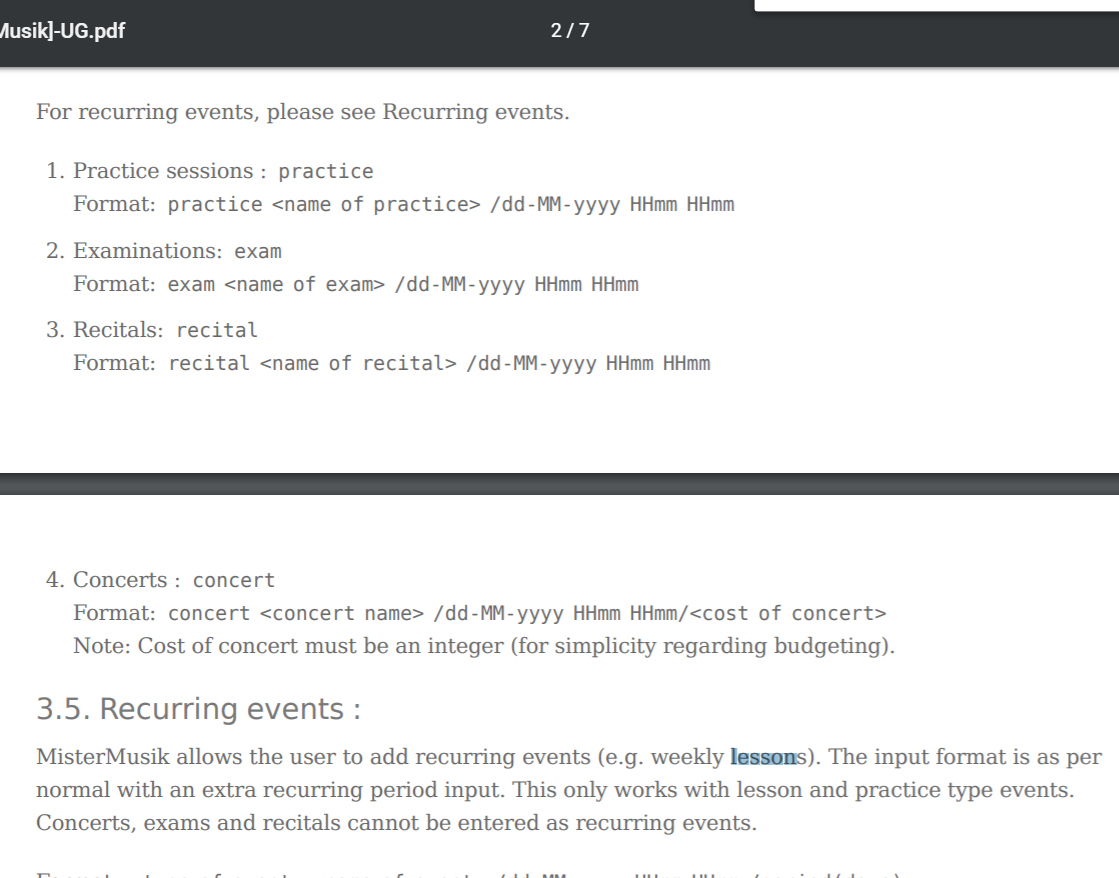 Musik]-UG.pdf
2 / 7
For recurring events, please see Recurring events.
1. Practice sessions : practice
Format: practice <name of practice> /dd-MM-yyyy HHmm HHmm
2. Examinations: exam
Format: exam <name of exam> /dd-MM-yyyy HHmm HHmm
3. Recitals: recital
Format: recital <name of recital> /dd-MM-yyyy HHmm HHmm
4. Concerts : concert
Format: concert <concert name> /dd-MM-yyyy HHmm HHmm/<cost of concert>
Note: Cost of concert must be an integer (for simplicity regarding budgeting).
3.5. Recurring events :
MisterMusik allows the user to add recurring events (e.g. weekly lessons). The input format is as per
normal with an extra recurring period input. This only works with lesson and practice type events.
Concerts, exams and recitals cannot be entered as recurring events.